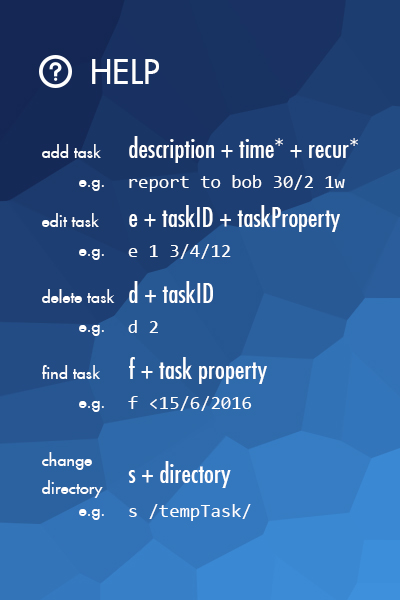 ? HELP
add task description + time* + recur*
e.g. report to bob 30/2 1w
edit task e + taskID + taskProperty
e.g. e 1 3/4/12
delete task d + taskID
e.g. d 2
find task f + task property
e.g. f <15/6/2016
change
directory s + directory
e.g. s /tempTask/